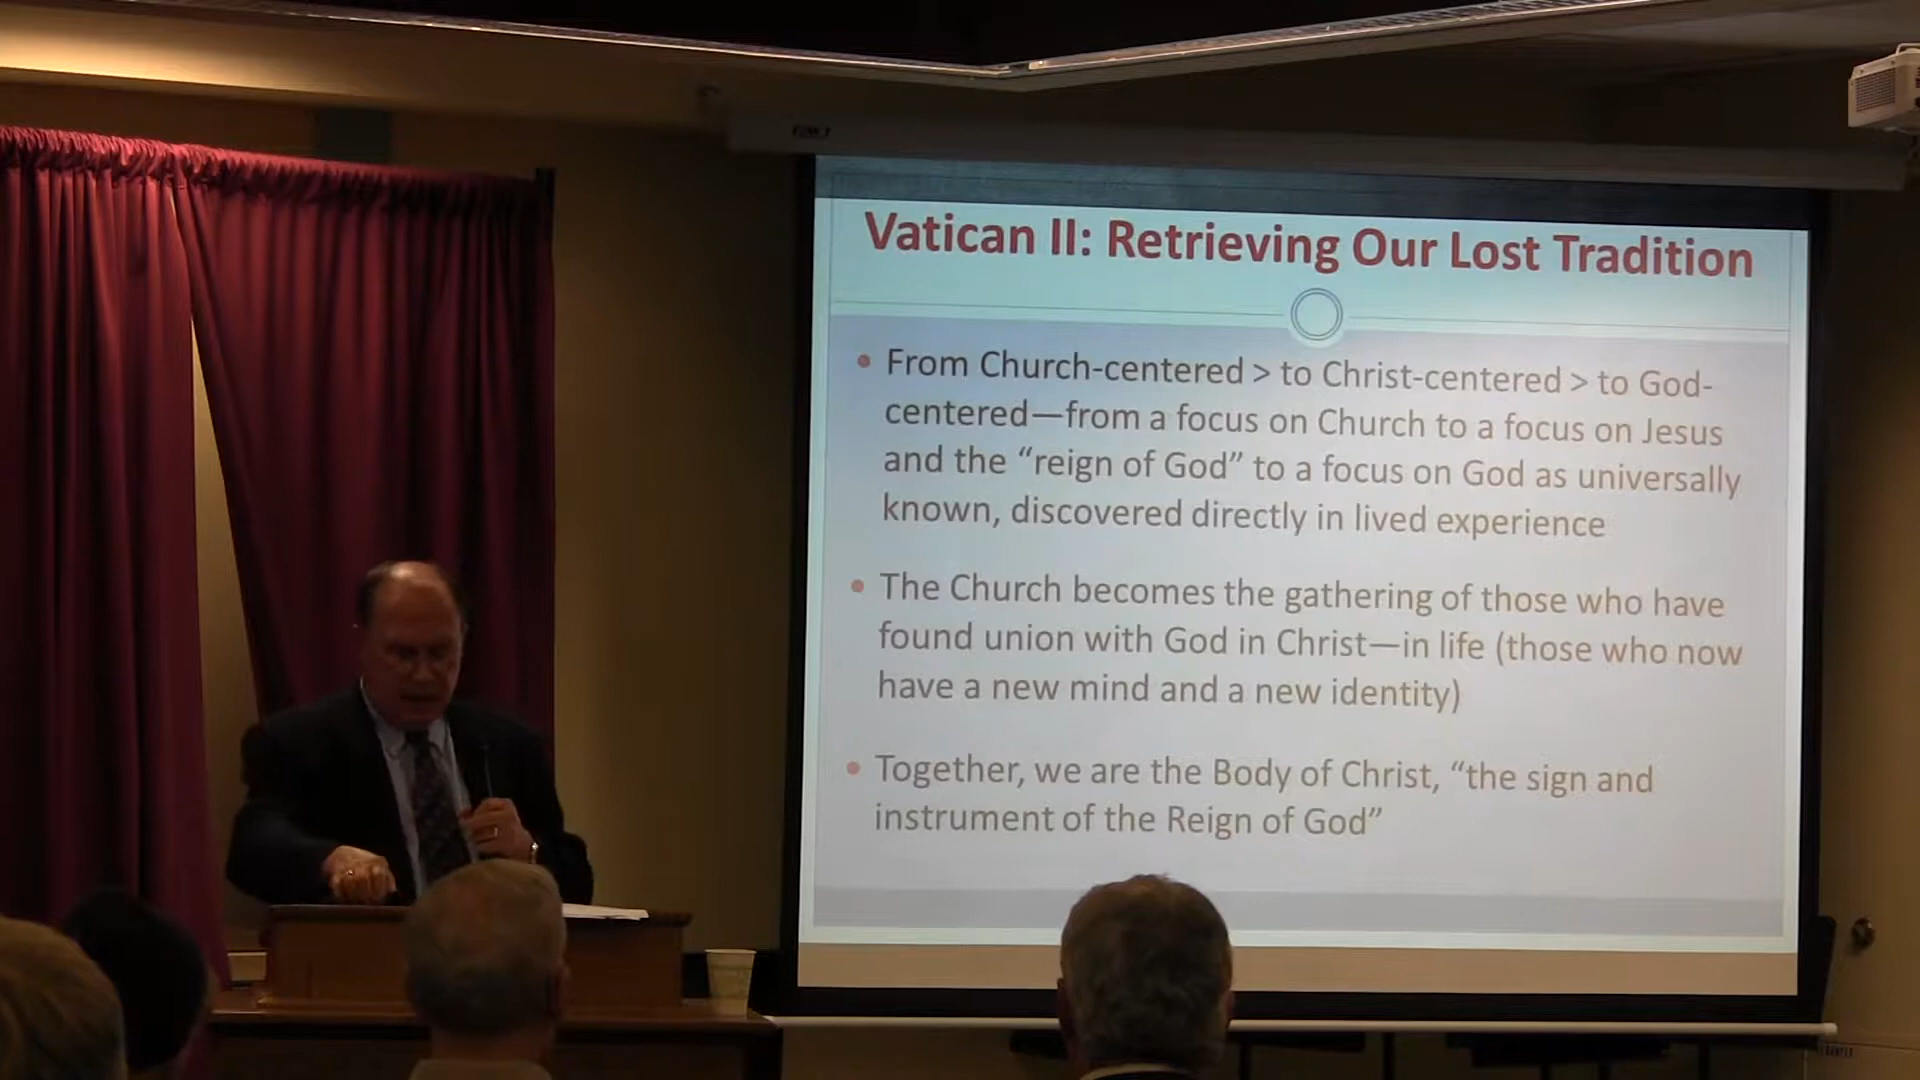 Vatican II: Retrieving Our Lost Tradition
• From Church-centered > to Christ-centered > to God-
centered—from a focus on Church to a focus on Jesus
and the “reign of God” to a focus on God as universally
known, discovered directly in lived experience
• The Church becomes the gathering of those who have
found union with God in Christ—in life (those who now
have a new mind and a new identity)
• Together, we are the Body of Christ, “the sign and
instrument of the Reign of God”